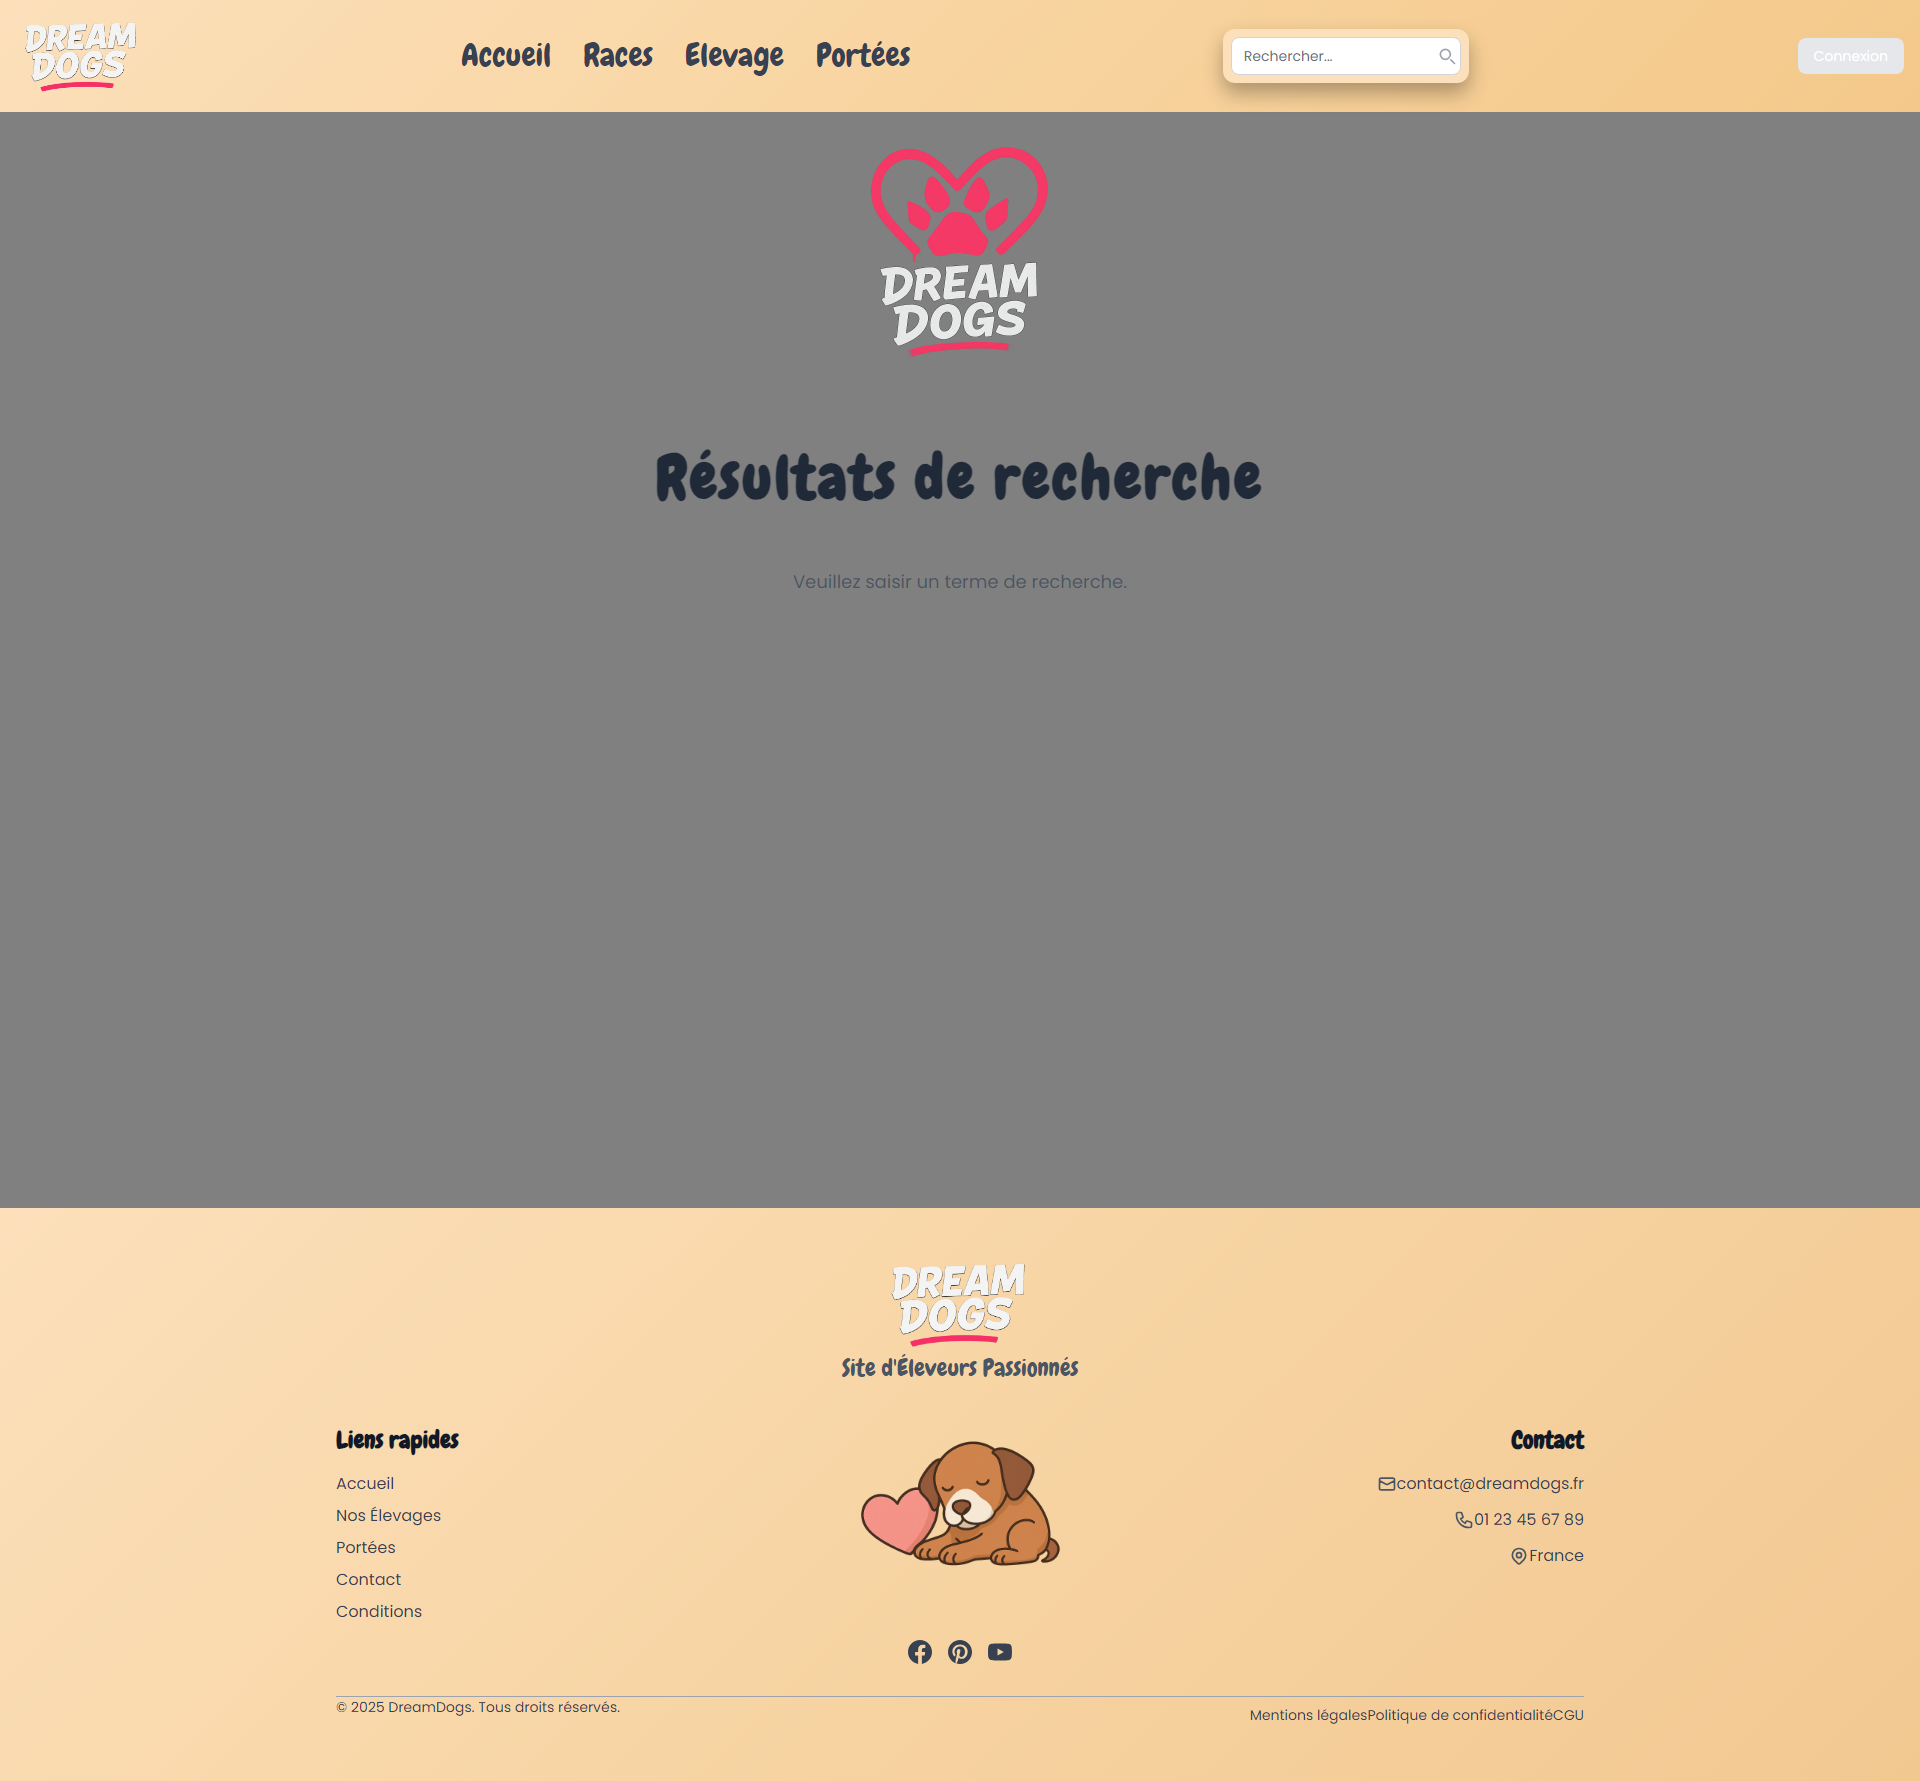 DREAM
DOGS
Accueil Races Elevage Portées
Rechercher...
Connexion
DREAM
DOGS
Résultats de recherche
Veuillez saisir un terme de recherche.
DREAM
DOGS
Site d'Éleveurs Passionnés
Liens rapides
Accueil
Nos Élevages
Portées
Contact
Conditions
Contact
contact@dreamdogs.fr
01 23 45 67 89
France
© 2025 DreamDogs. Tous droits réservés.
Mentions légalesPolitique de confidentialitéCGU